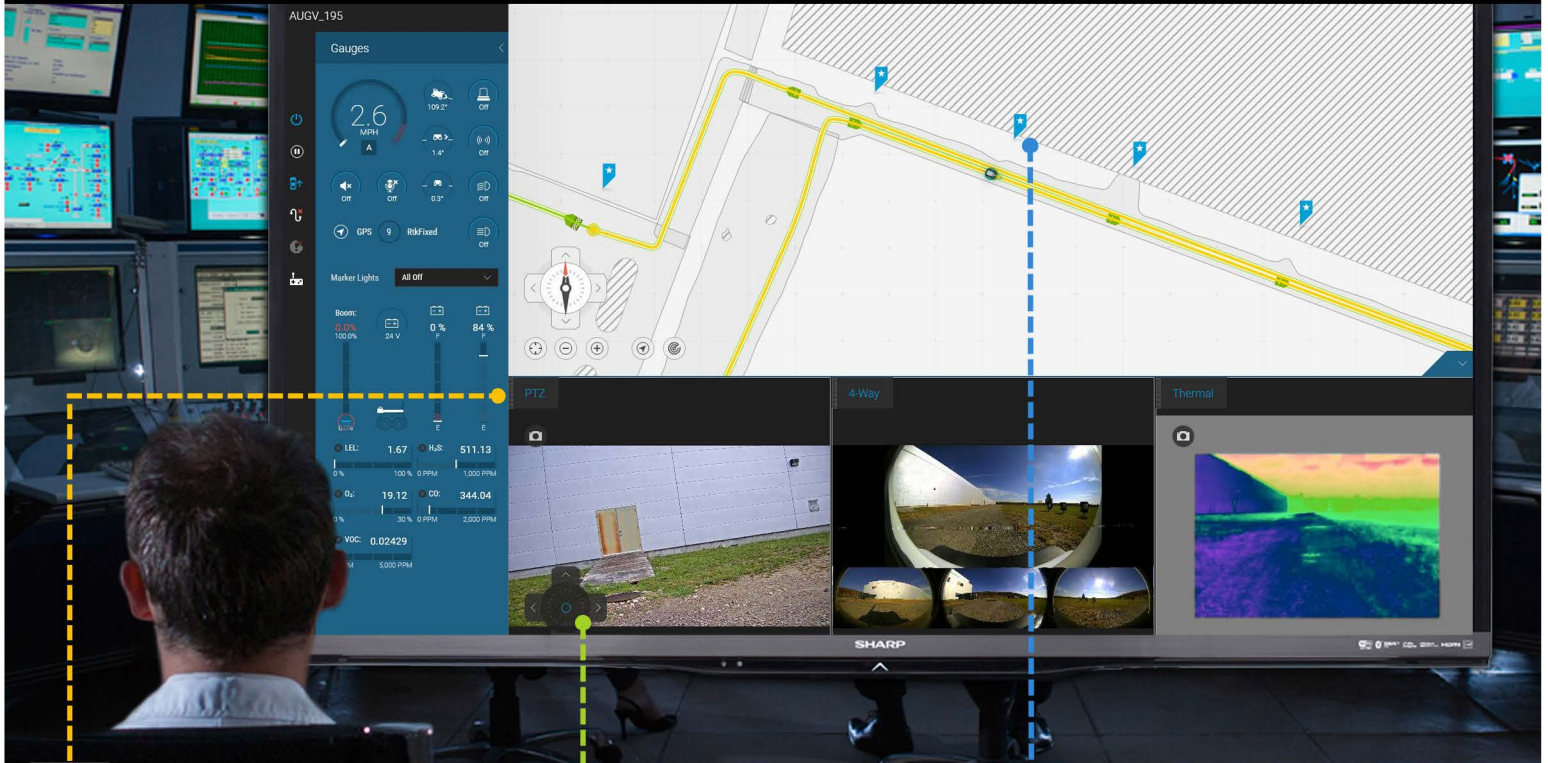 AUGV_195
Gauges
2.6
MPH
A
109.2°
Off
1.4°
Off
Off
Off
0.3°
Off
GPS 9 RtkFixed
Off
Marker Lights All Off
Boom:
0.0% 0 % 84 %
100.0% 24 V F F
0.0% E E
LEL: 1.67 H₂S: 511.13
0 % 100 % 0 PPM 1,000 PPM
O₂: 19.12 CO: 344.04
0 % 30 % 0 PPM 2,000 PPM
VOC: 0.02429
5,000 PPM
PTZ
4-Way
Thermal
SHARP
HDMI